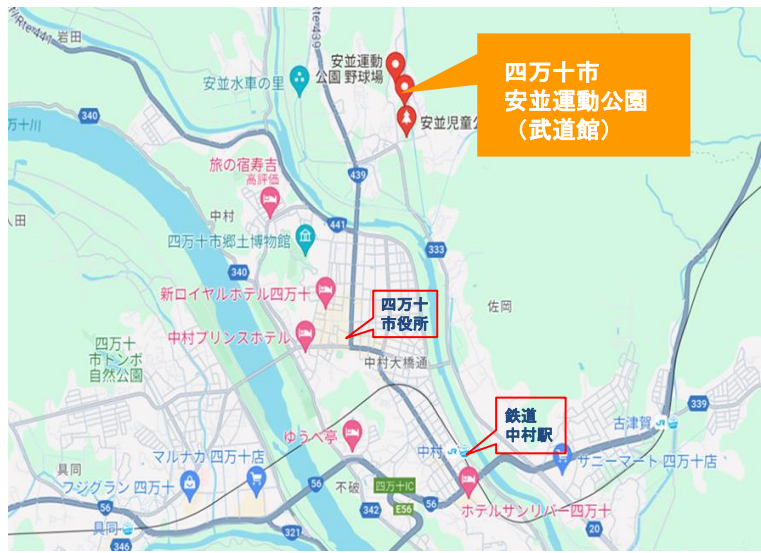 Rte 441
岩田
Rte-439
安並運動
公園 野球場
安並水車の里
四万十市
安並運動公園
（武道館）
340
万十川
安並児童公
旅の宿寿吉
高評価
439
中村
入田
441
四万十市郷土博物館
333
340
新ロイヤルホテル四万十
四万十
市役所
佐岡
中村プリンスホテル
四万十
市トンボ
自然公園
中村大橋通
339
鉄道
中村駅
古津賀
ゆうべ亭
中村
マルナカ 四万十店
サニーマート 四万十店
具同
フジグラン 四万十
56
不破
四万十IC
56
56
342
E56
56
ホテルサンリバー四万十
具同
321
20
346